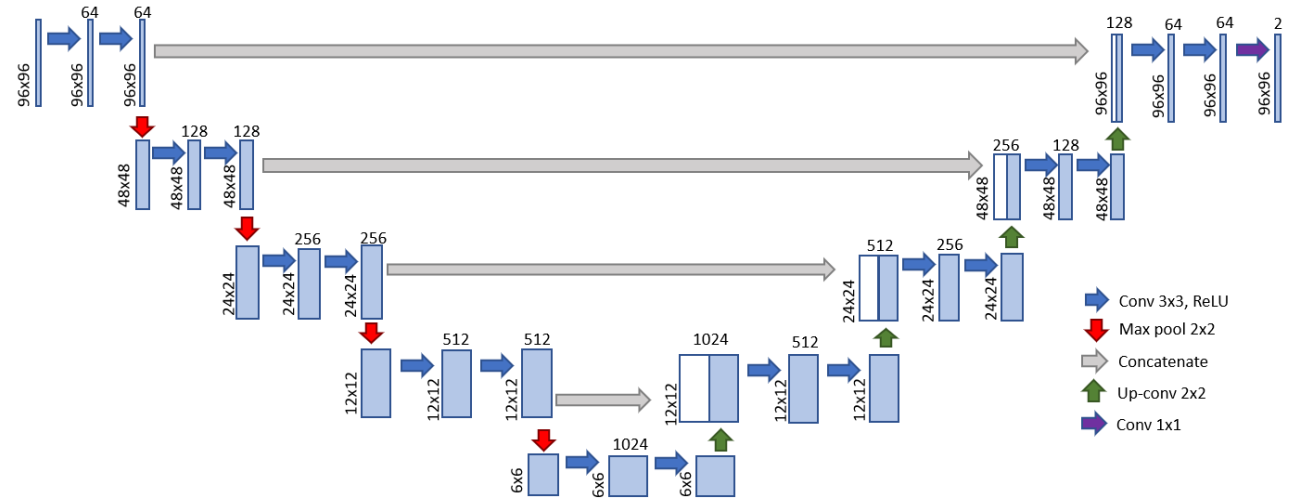 64
64
96x96
96x96
96x96
128
64
64
2
96x96
96x96
96x96
96x96
128
128
48x48
48x48
48x48
256
128
48x48
48x48
48x48
256
256
24x24
24x24
24x24
512
256
24x24
24x24
24x24
512
512
12x12
12x12
12x12
1024
512
12x12
12x12
12x12
1024
6x6
6x6
6x6
Conv 3x3, ReLU
Max pool 2x2
Concatenate
Up-conv 2x2
Conv 1x1